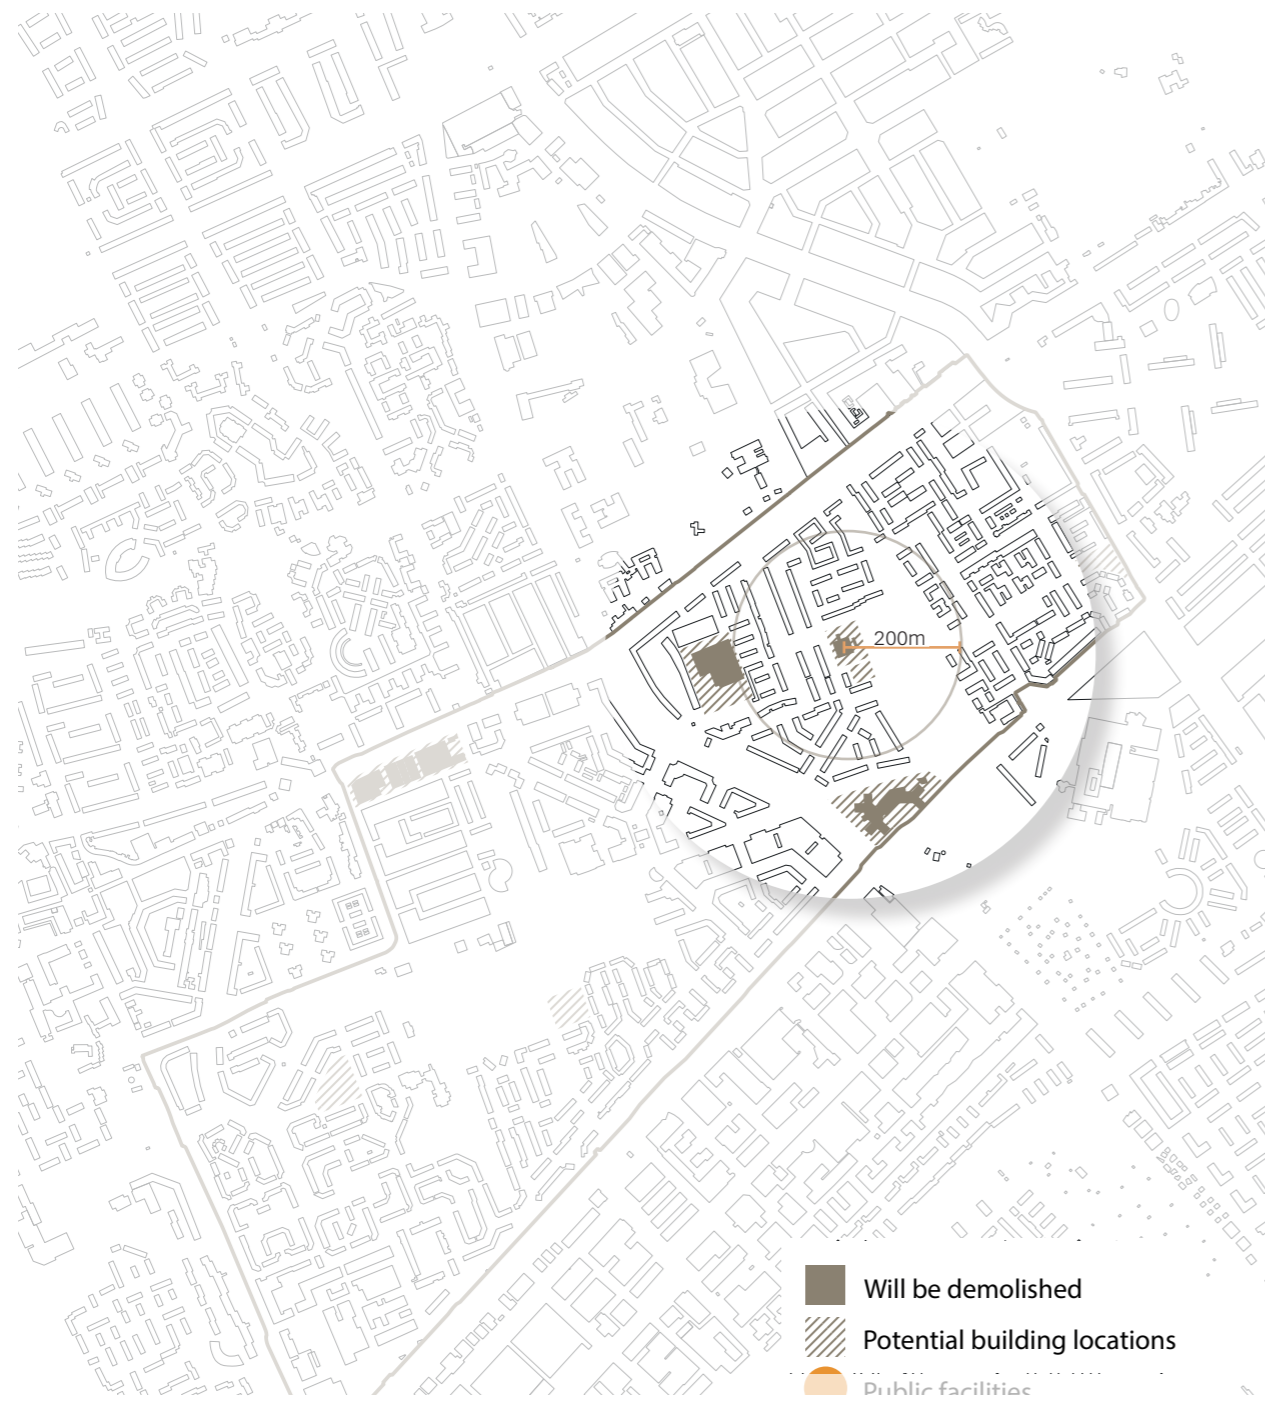 200m
Will be demolished
Potential building locations
Public facilities